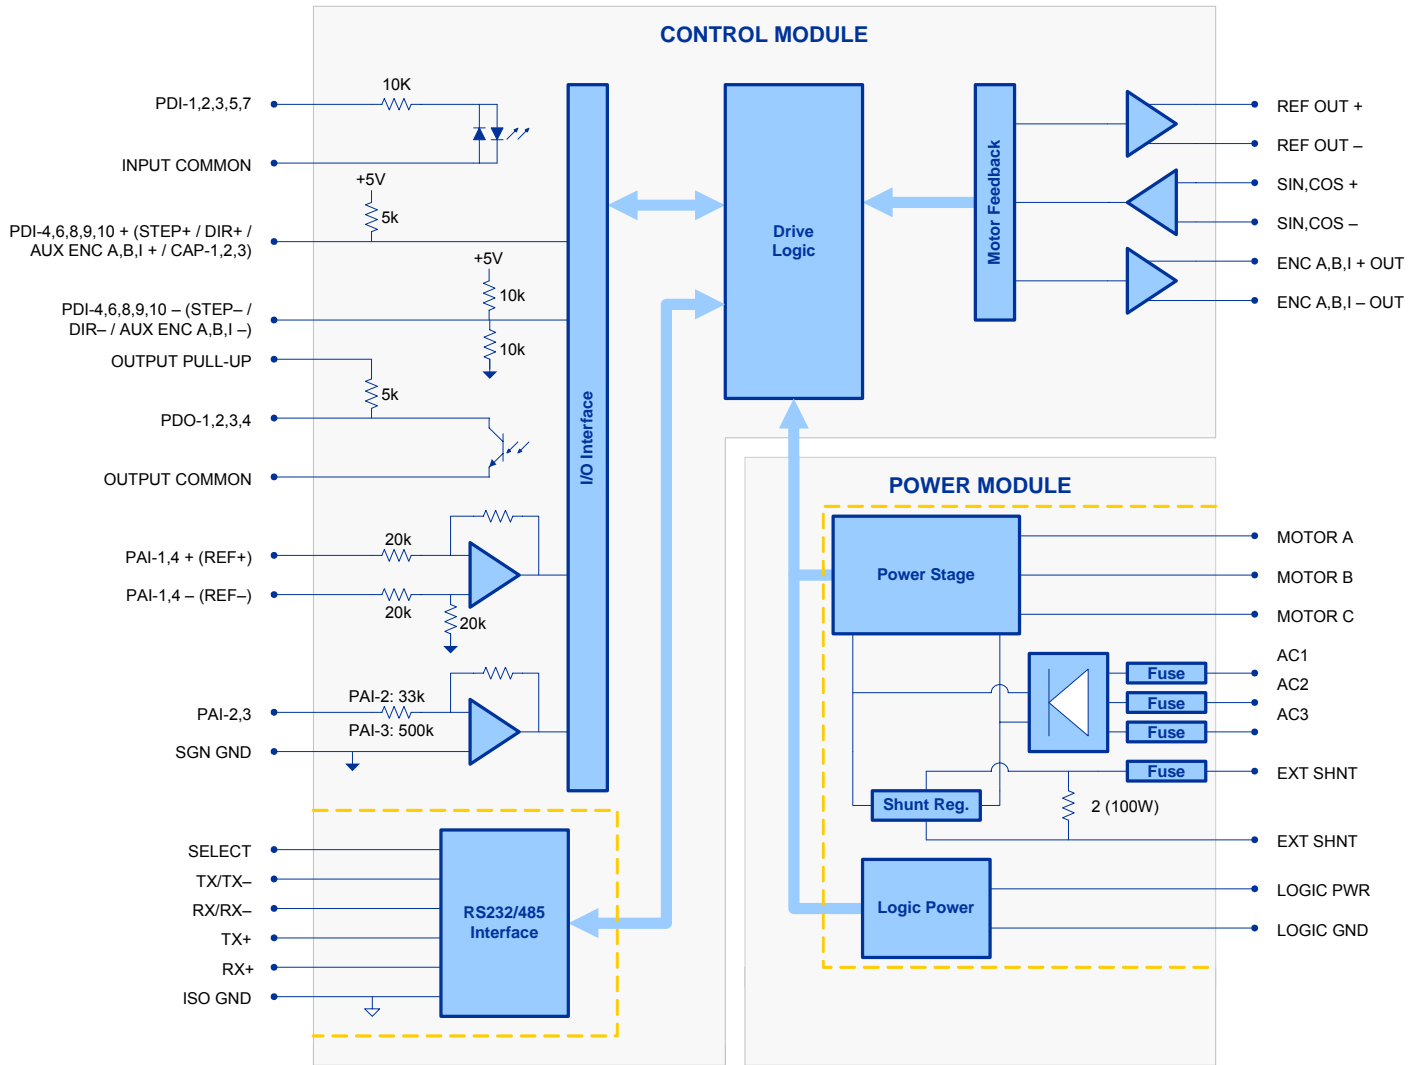 CONTROL MODULE
10K
PDI-1,2,3,5,7
INPUT COMMON
+5V
5k
PDI-4,6,8,9,10 + (STEP+ / DIR+ /
AUX ENC A,B,I + / CAP-1,2,3)
+5V
10k
PDI-4,6,8,9,10 – (STEP– /
DIR– / AUX ENC A,B,I –)
10k
OUTPUT PULL-UP
5k
PDO-1,2,3,4
OUTPUT COMMON
20k
PAI-1,4 + (REF+)
PAI-1,4 – (REF–)
20k
20k
PAI-2: 33k
PAI-2,3
PAI-3: 500k
SGN GND
I/O Interface
SELECT
TX/TX–
RX/RX–
TX+
RX+
ISO GND
RS232/485
Interface
Drive
Logic
Motor Feedback
REF OUT +
REF OUT –
SIN,COS +
SIN,COS –
ENC A,B,I + OUT
ENC A,B,I – OUT
POWER MODULE
Power Stage
MOTOR A
MOTOR B
MOTOR C
AC1
Fuse
AC2
Fuse
AC3
Fuse
Fuse
EXT SHNT
Shunt Reg.
2 (100W)
EXT SHNT
Logic Power
LOGIC PWR
LOGIC GND